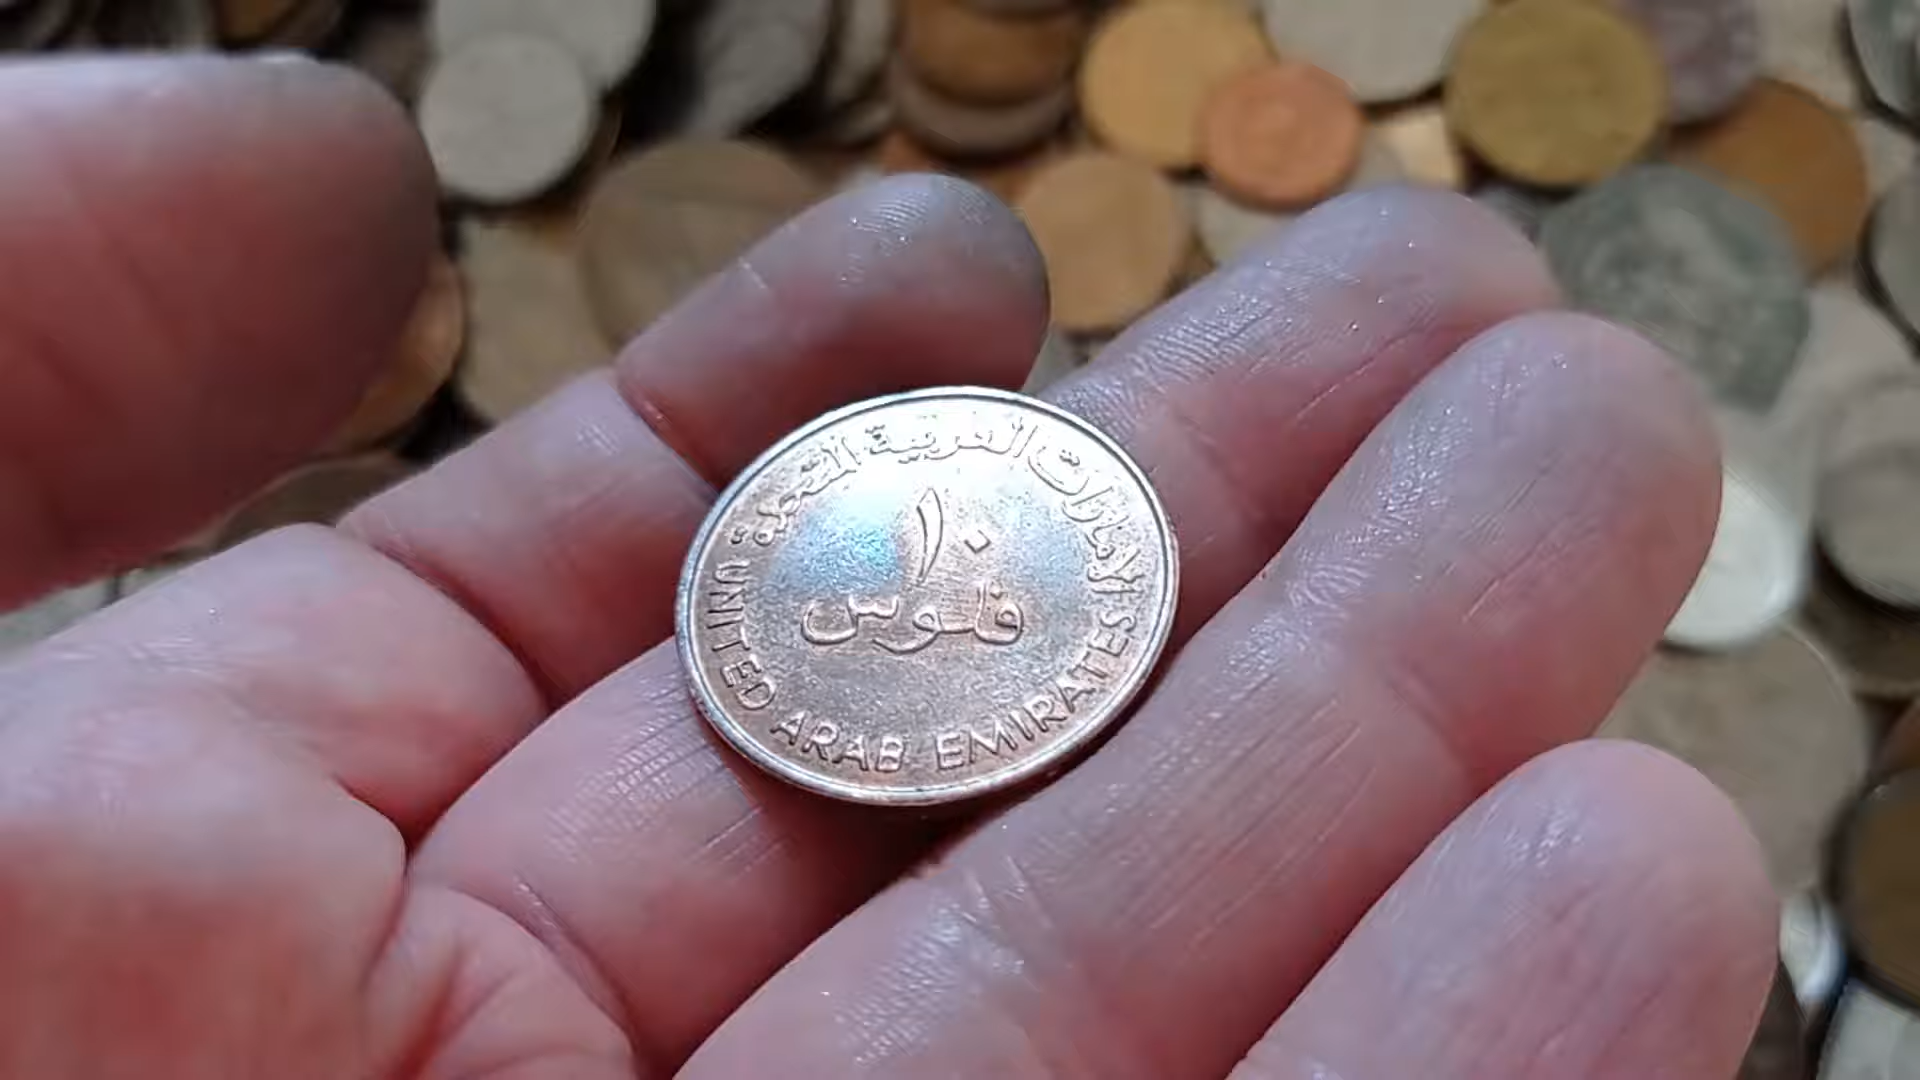 الإمارات العربية المتحدة
١٠
فلوس
UNITED ARAB EMIRATES